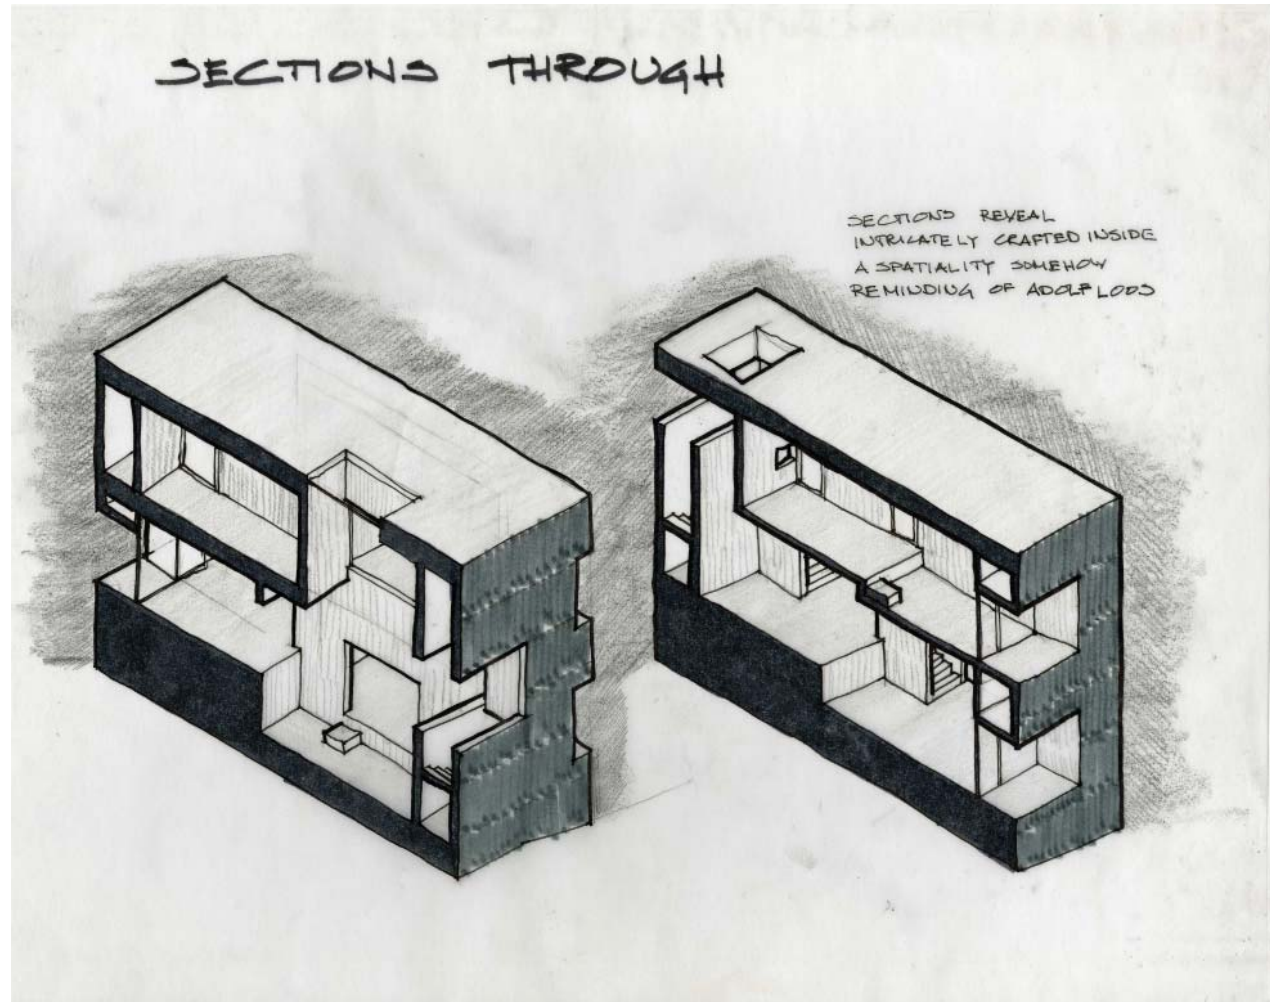 SECTIONS THROUGH
SECTIONS REVEAL
INTRICATELY CRAFTED INSIDE
A SPATIALITY SOMEHOW
REMINDING OF ADOLF LOOS